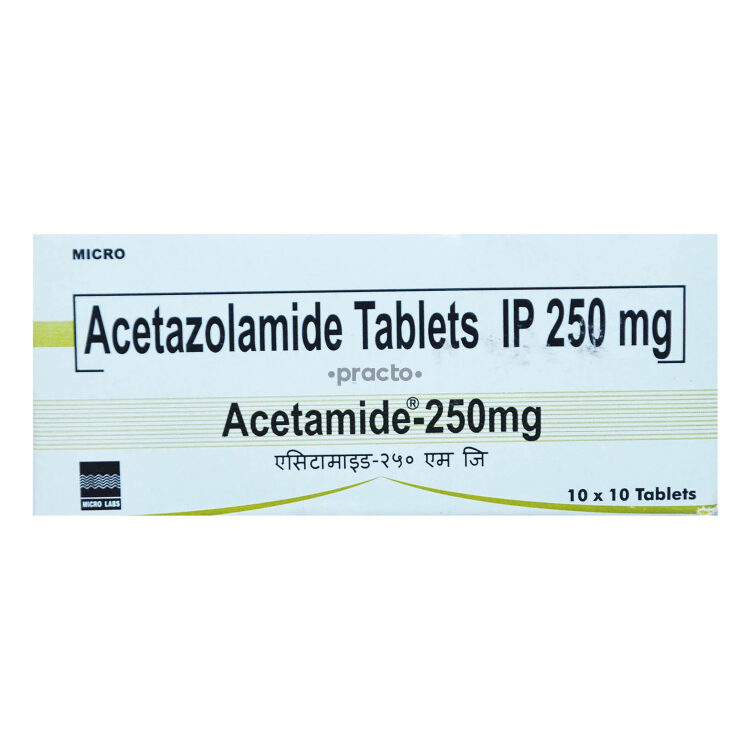 MICRO
Acetazolamide Tablets IP 250 mg
•practo•
Acetamide®-250mg
एसिटामाइड-२५० एम जि
MICRO LABS
10 x 10 Tablets